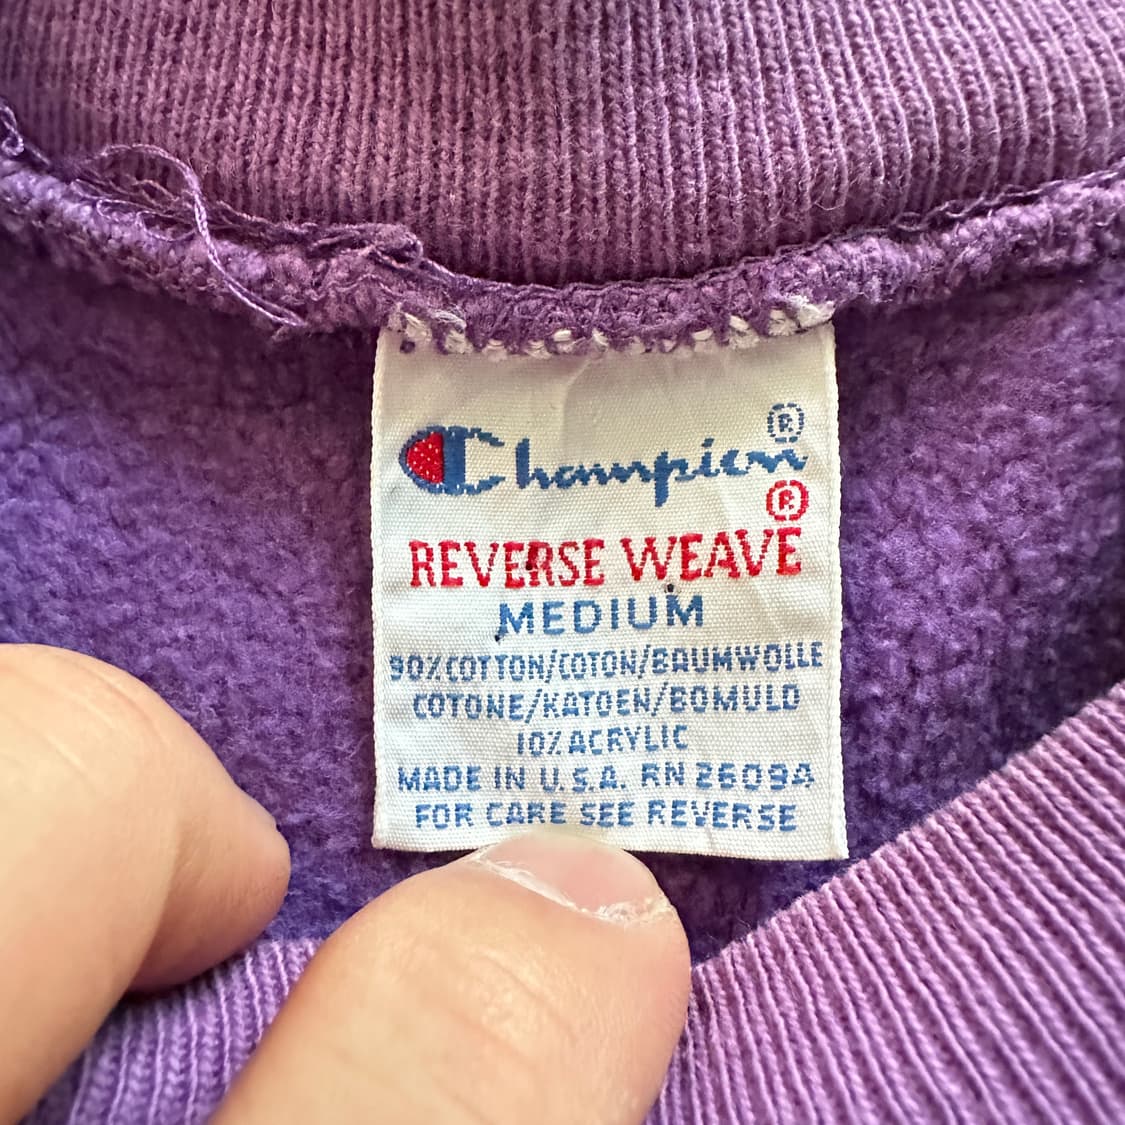 Champion®
REVERSE WEAVE®
MEDIUM
90% COTTON/COTON/BAUMWOLLE
COTONE/KATOEN/BOMULD
10% ACRYLIC
MADE IN U.S.A. RN 26094
FOR CARE SEE REVERSE